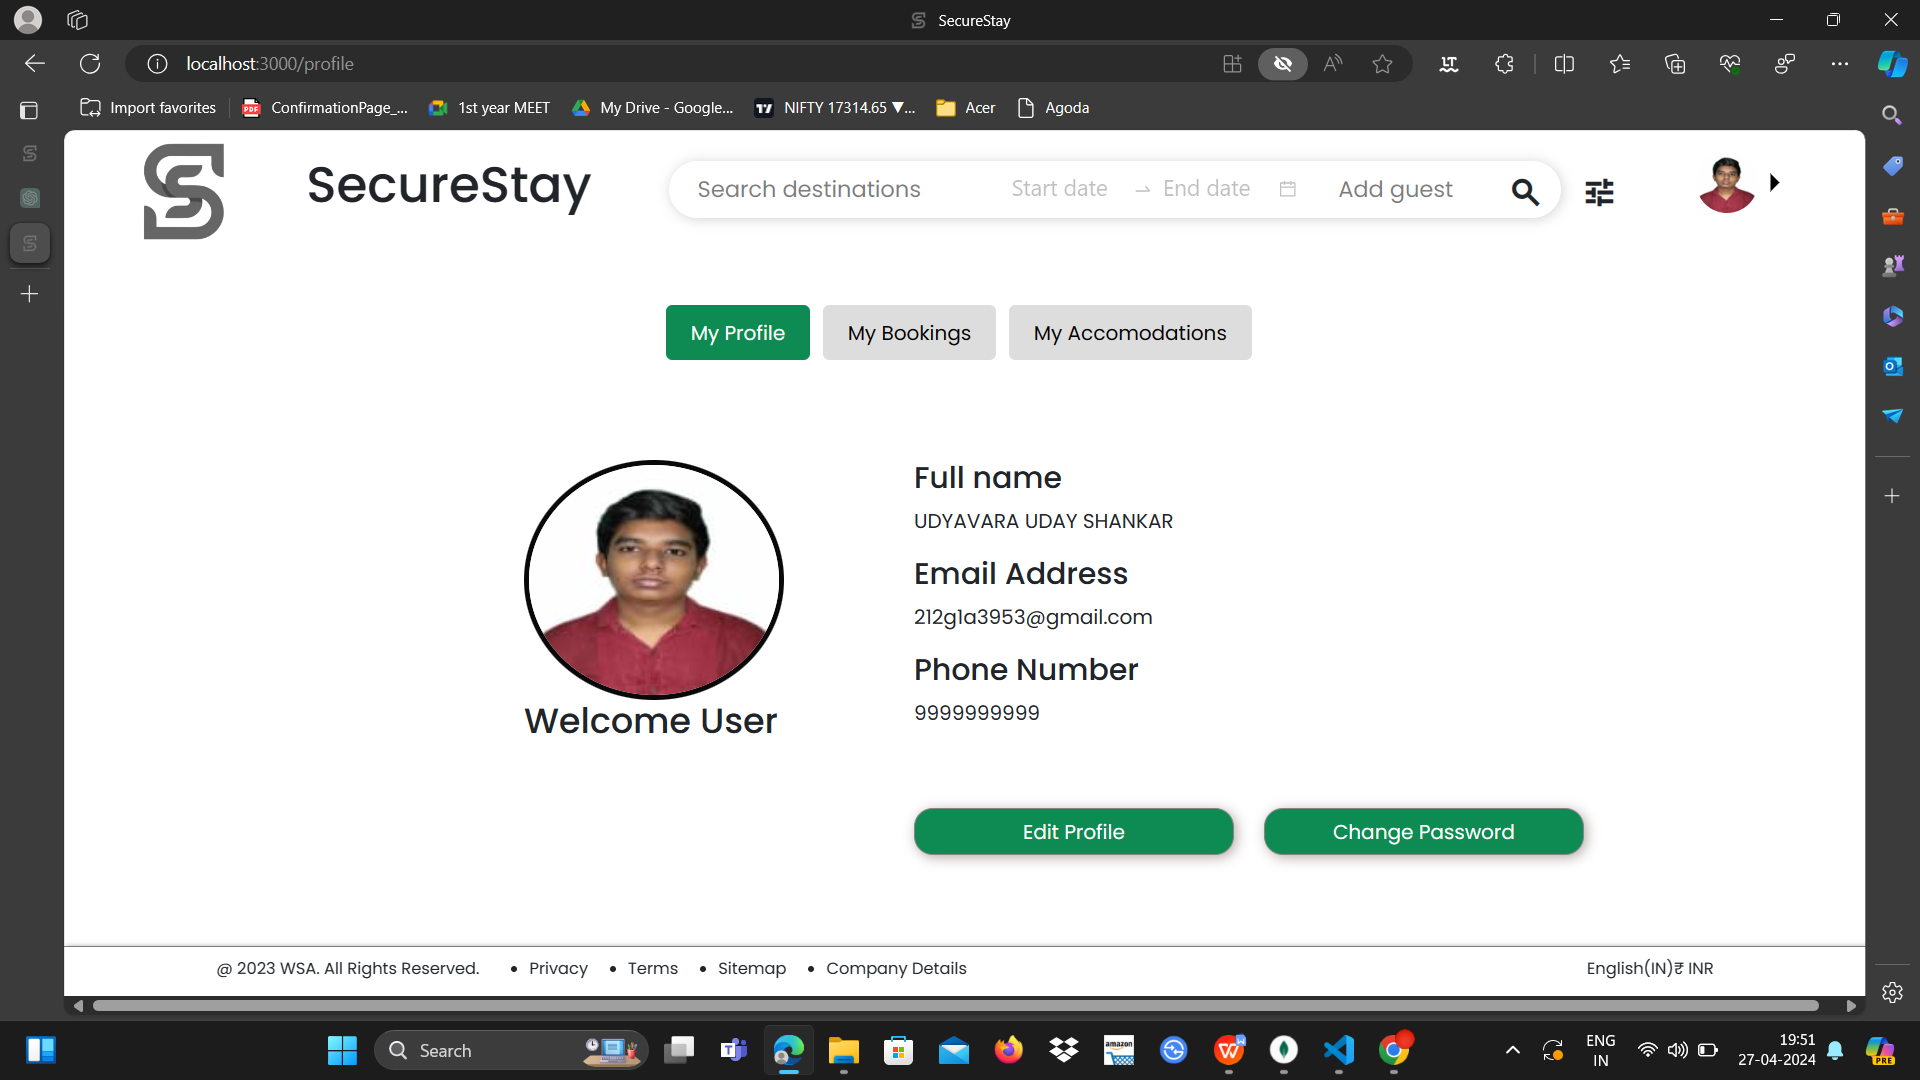 SecureStay
localhost:3000/profile
Import favorites
ConfirmationPage_...
1st year MEET
My Drive - Google...
NIFTY 17314.65 ▼...
Acer
Agoda
SecureStay
Search destinations
Start date → End date
Add guest
My Profile
My Bookings
My Accomodations
Full name
UDYAVARA UDAY SHANKAR
Email Address
212g1a3953@gmail.com
Phone Number
9999999999
Welcome User
Edit Profile
Change Password
@ 2023 WSA. All Rights Reserved. • Privacy • Terms • Sitemap • Company Details
English(IN)₹ INR
Search
amazon
ENG
IN
19:51
27-04-2024
PRE